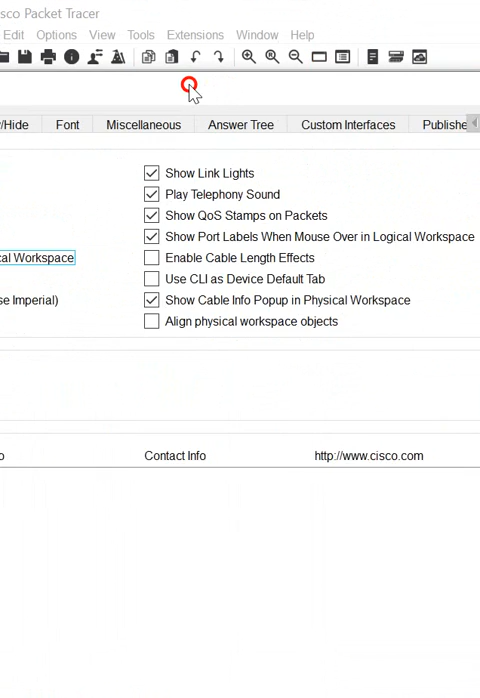 isco Packet Tracer
Edit Options View Tools Extensions Window Help
/Hide Font Miscellaneous Answer Tree Custom Interfaces Publishe
Show Link Lights
Play Telephony Sound
Show QoS Stamps on Packets
Show Port Labels When Mouse Over in Logical Workspace
cal Workspace Enable Cable Length Effects
Use CLI as Device Default Tab
se Imperial) Show Cable Info Popup in Physical Workspace
Align physical workspace objects
o Contact Info http://www.cisco.com